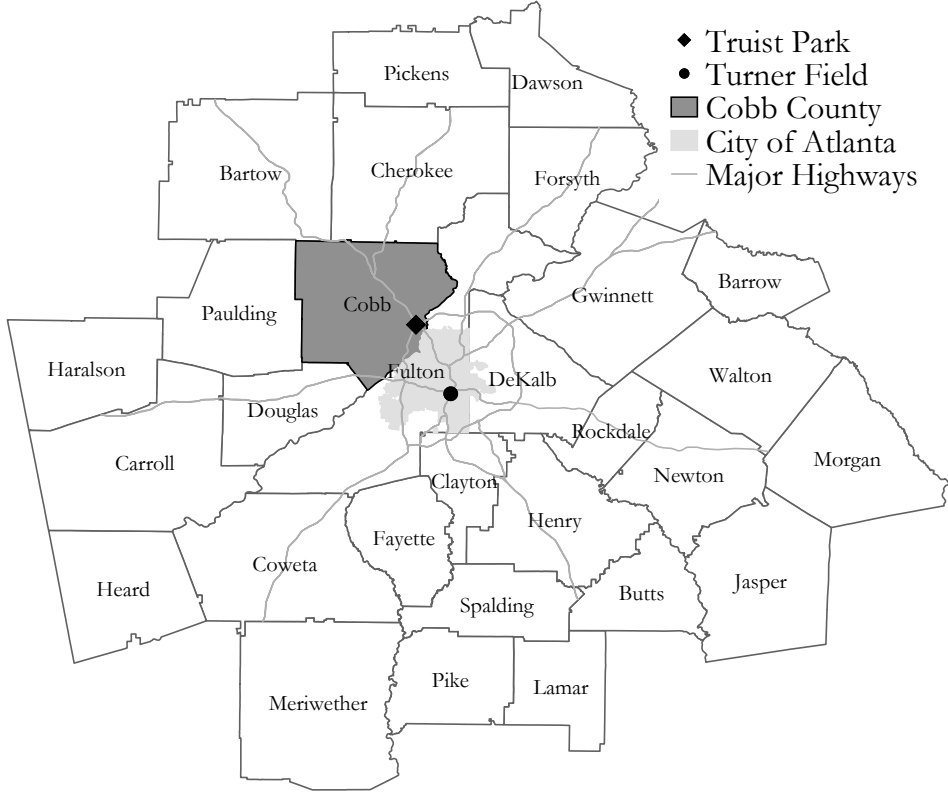 Truist Park
Turner Field
Cobb County
City of Atlanta
Major Highways
Pickens
Dawson
Bartow
Cherokee
Forsyth
Cobb
Gwinnett
Barrow
Paulding
Haralson
Fulton
DeKalb
Walton
Douglas
Rockdale
Carroll
Clayton
Newton
Morgan
Henry
Fayette
Coweta
Heard
Spalding
Butts
Jasper
Pike
Lamar
Meriwether